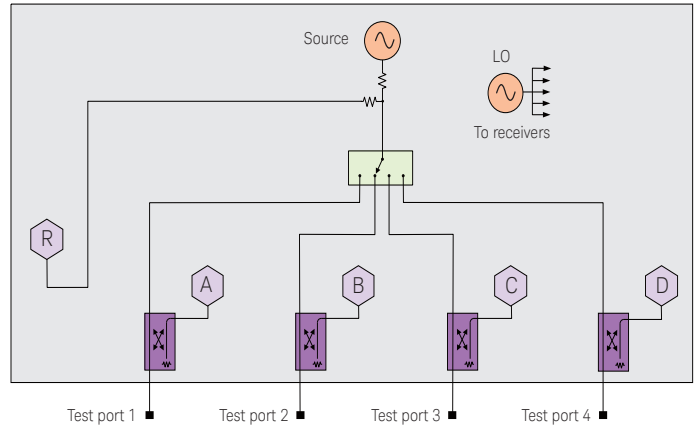 Source
LO
To receivers
R
A
B
C
D
Test port 1
Test port 2
Test port 3
Test port 4